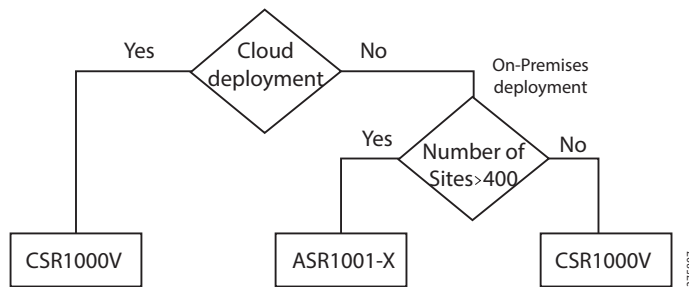 Yes
Cloud
deployment
No
On-Premises
deployment
Yes
Number of
Sites>400
No
CSR1000V
ASR1001-X
CSR1000V